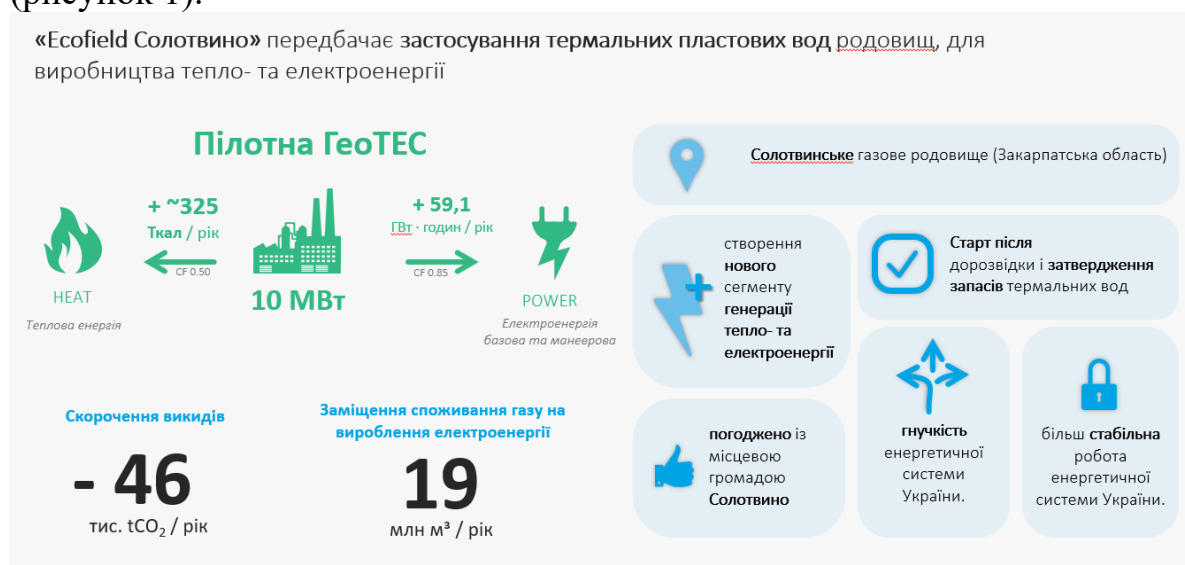 (рисунок 1).
«Ecofield Солотвино» передбачає застосування термальних пластових вод родовищ, для
виробництва тепло- та електроенергії
Пілотна ГеоТЕС
+ ~325
Ткал / рік
CF 0.50
HEAT
Теплова енергія
10 МВт
+ 59,1
ГВт · годин / рік
CF 0.85
POWER
Електроенергія
базова та маневрова
Скорочення викидів
- 46
тис. tCO₂ / рік
Заміщення споживання газу на
вироблення електроенергії
19
млн м³ / рік
Солотвинське газове родовище (Закарпатська область)
створення
нового
сегменту
генерації
тепло- та
електроенергії
Старт після
дорозвідки і затвердження
запасів термальних вод
погоджено із
місцевою
громадою
Солотвино
гнучкість
енергетичної
системи
України.
більш стабільна
робота
енергетичної
системи України.